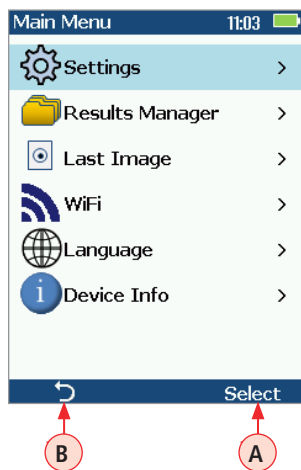 Main Menu 11:03
Settings >
Results Manager >
Last Image >
WiFi >
Language >
i Device Info >
Select
B A